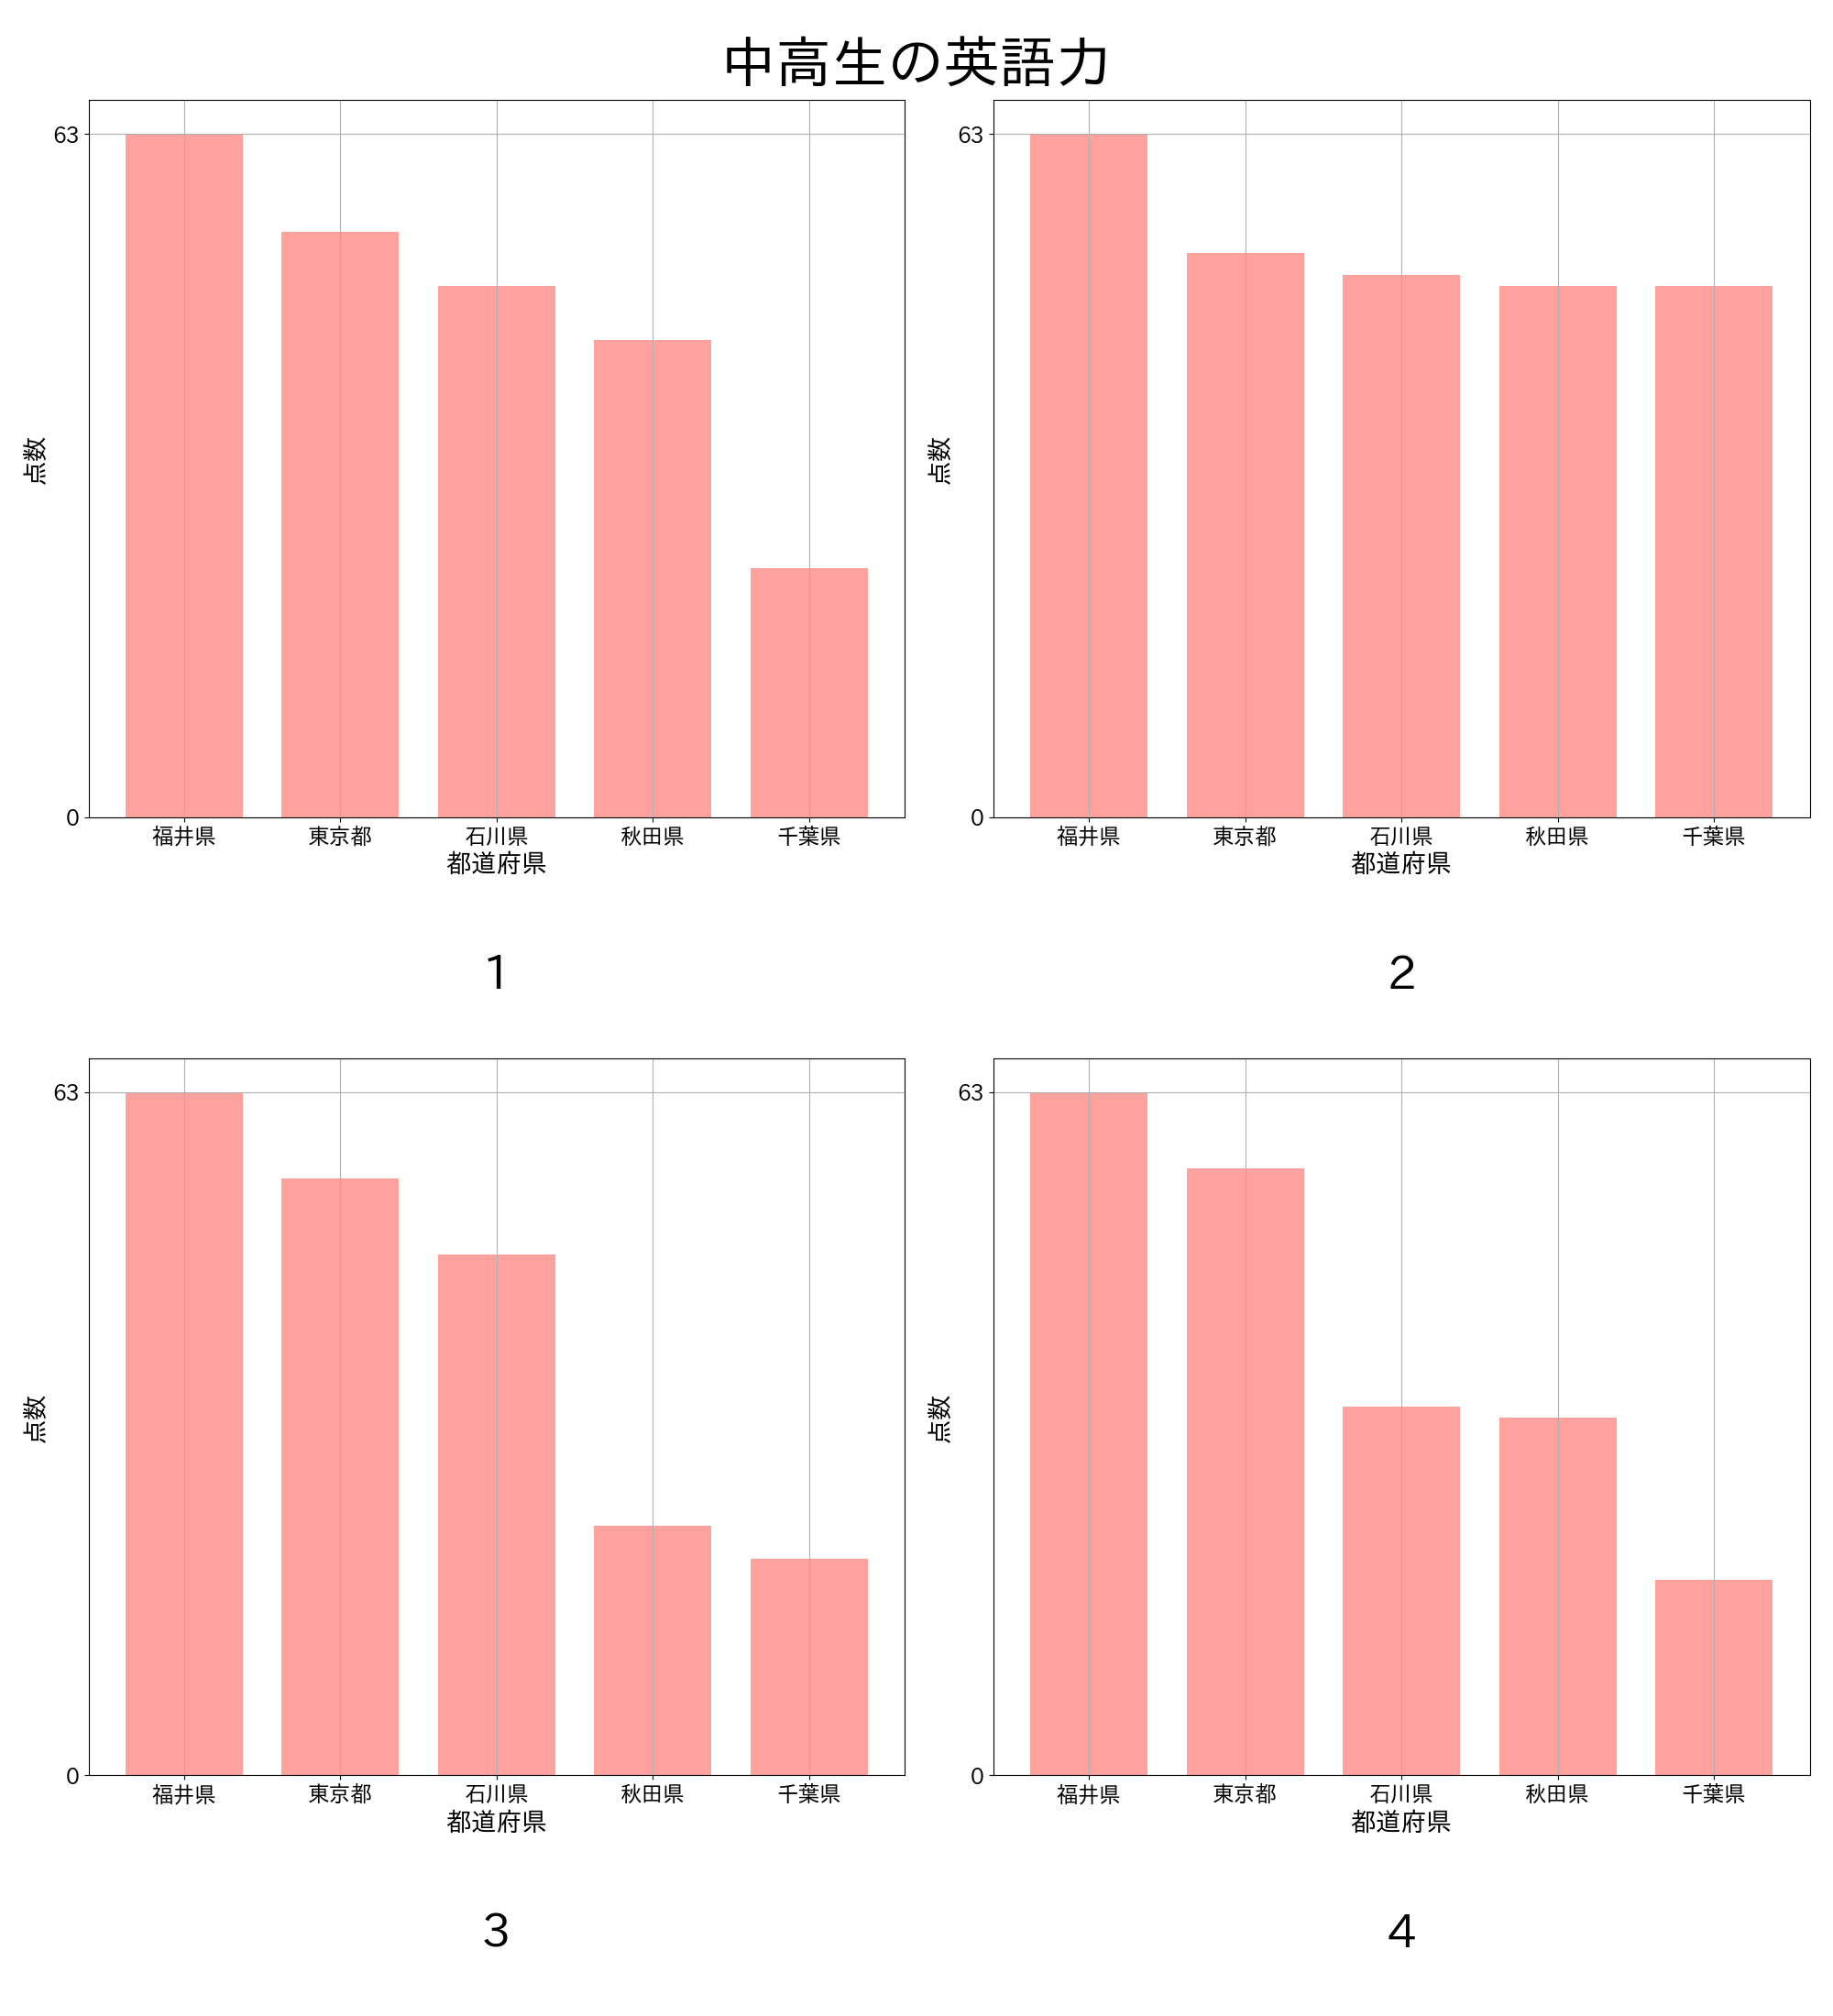 中高生の英語力
63
点数
0
福井県 東京都 石川県 秋田県 千葉県
都道府県
1
63
点数
0
福井県 東京都 石川県 秋田県 千葉県
都道府県
2
63
点数
0
福井県 東京都 石川県 秋田県 千葉県
都道府県
3
63
点数
0
福井県 東京都 石川県 秋田県 千葉県
都道府県
4